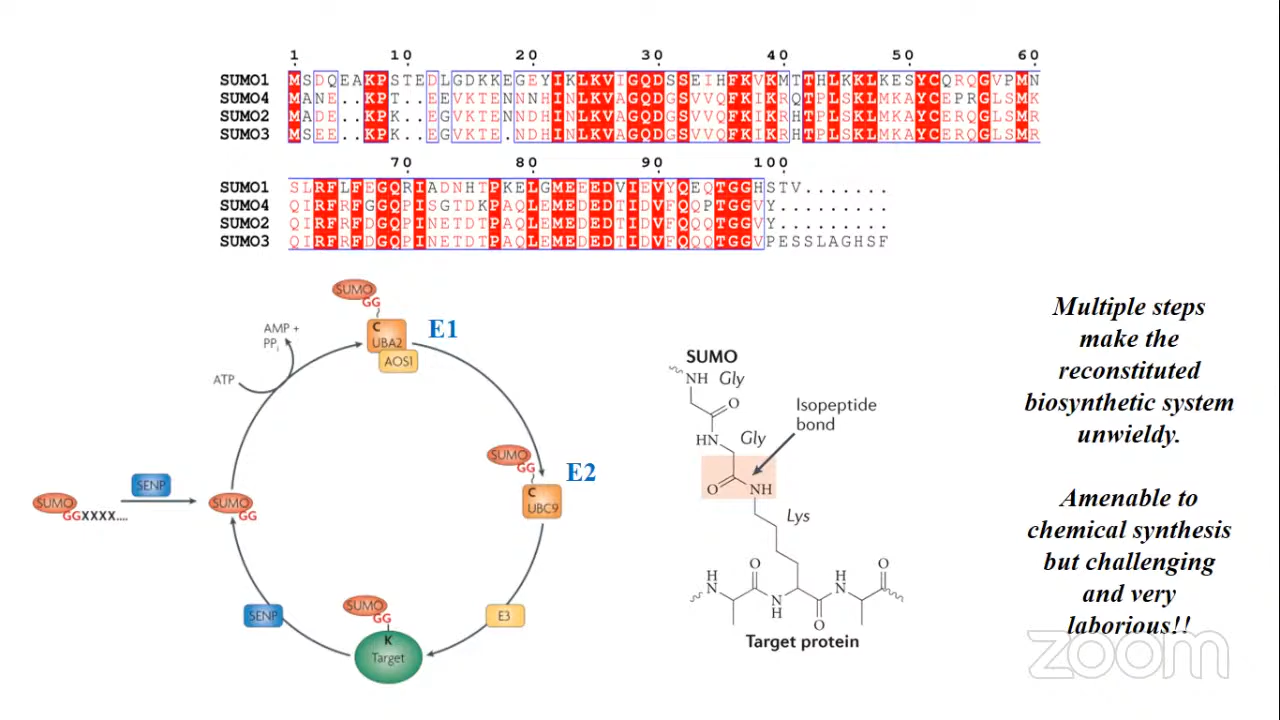 1 10 20 30 40 50 60
SUMO1 MSDQEAKPSTEDLGDKKEGEYIKLKVIGQDSSEIHFKVKMTTHLKKLKESYCQRQGVPMN
SUMO4 MANE..KPT..EEVKTENNNHINLKVAGQDGSVVQFKIKRQTPLSKLMKAYCEPRGLSMK
SUMO2 MADE..KPK..EGVKTENNDHINLKVAGQDGSVVQFKIKRHTPLSKLMKAYCERQGLSMR
SUMO3 MSEE..KPK..EGVKTE.NDHINLKVAGQDGSVVQFKIKRHTPLSKLMKAYCERQGLSMR
70 80 90 100
SUMO1 SLRFLFEGQRIADNHTPKELGMEEEDVIEVYQEQTGGHSTV.......
SUMO4 QIRFRFGGQPISGTDKPAQLEMEDEDTIDVFQQPTGGVY.........
SUMO2 QIRFRFDGQPINETDTPAQLEMEDEDTIDVFQQQTGGVY.........
SUMO3 QIRFRFDGQPINETDTPAQLEMEDEDTIDVFQQQTGGVPESSLAGHSF
SUMO
GG
C
UBA2
AOS1
E1
AMP +
PPi
ATP
SUMO
GG
C
UBC9
E2
SENP
SUMO
GGXXXX....
SUMO
GG
SENP
SUMO
GG
K
Target
E3
SUMO
NH Gly
O
HN Gly
Isopeptide
bond
O NH
Lys
H
N
O
N
H
H
N
O
O
Target protein
Multiple steps
make the
reconstituted
biosynthetic system
unwieldy.
Amenable to
chemical synthesis
but challenging
and very
laborious!!
zoom